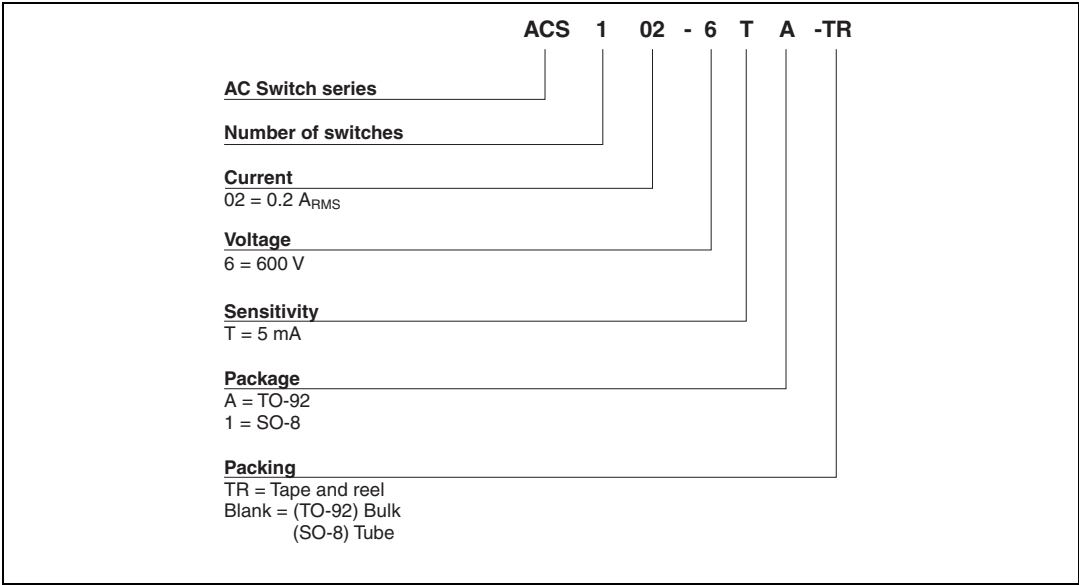 ACS 1 02 - 6 T A -TR
AC Switch series
Number of switches
Current
02 = 0.2 ARMS
Voltage
6 = 600 V
Sensitivity
T = 5 mA
Package
A = TO-92
1 = SO-8
Packing
TR = Tape and reel
Blank = (TO-92) Bulk
(SO-8) Tube